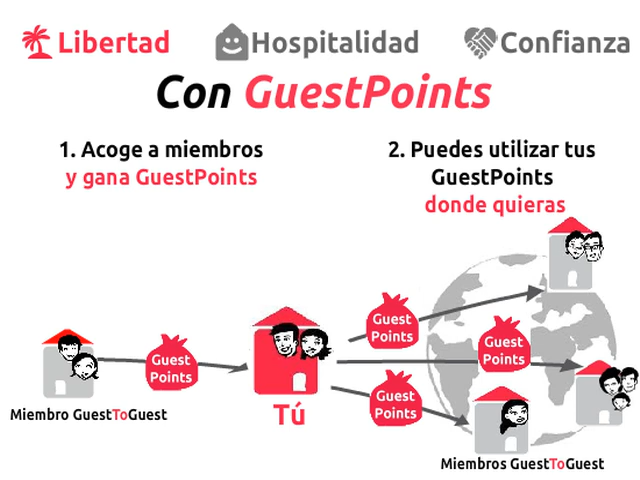 Libertad
Hospitalidad
Confianza
Con GuestPoints
1. Acoge a miembros
y gana GuestPoints
2. Puedes utilizar tus
GuestPoints
donde quieras
Guest
Points
Guest
Points
Guest
Points
Guest
Points
Miembro GuestToGuest
Tú
Miembros GuestToGuest